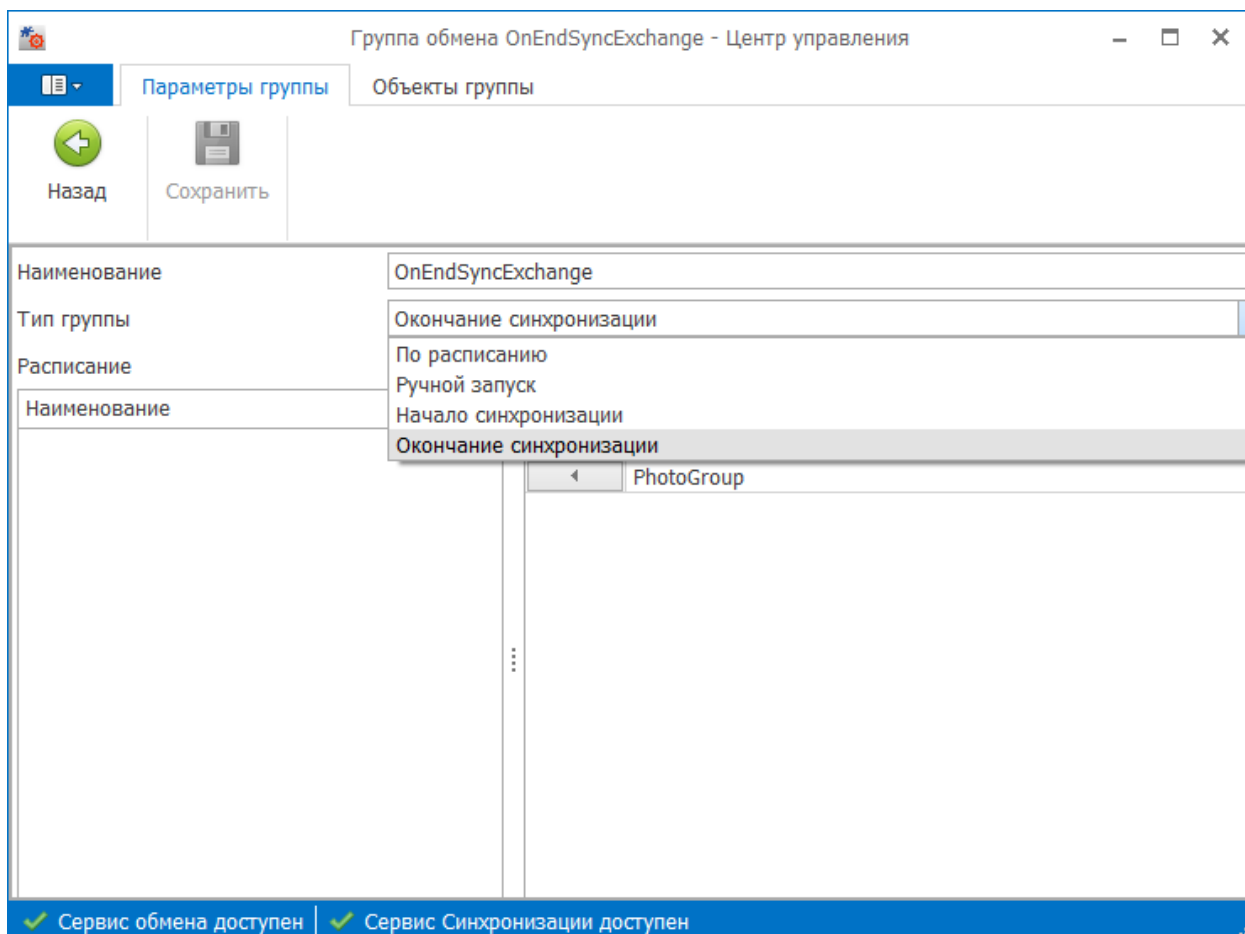 Группа обмена OnEndSyncExchange - Центр управления
Параметры группы Объекты группы
Назад Сохранить
Наименование OnEndSyncExchange
Тип группы Окончание синхронизации
По расписанию
Расписание
Ручной запуск
Наименование Начало синхронизации
Окончание синхронизации
PhotoGroup
Сервис обмена доступен Сервис Синхронизации доступен